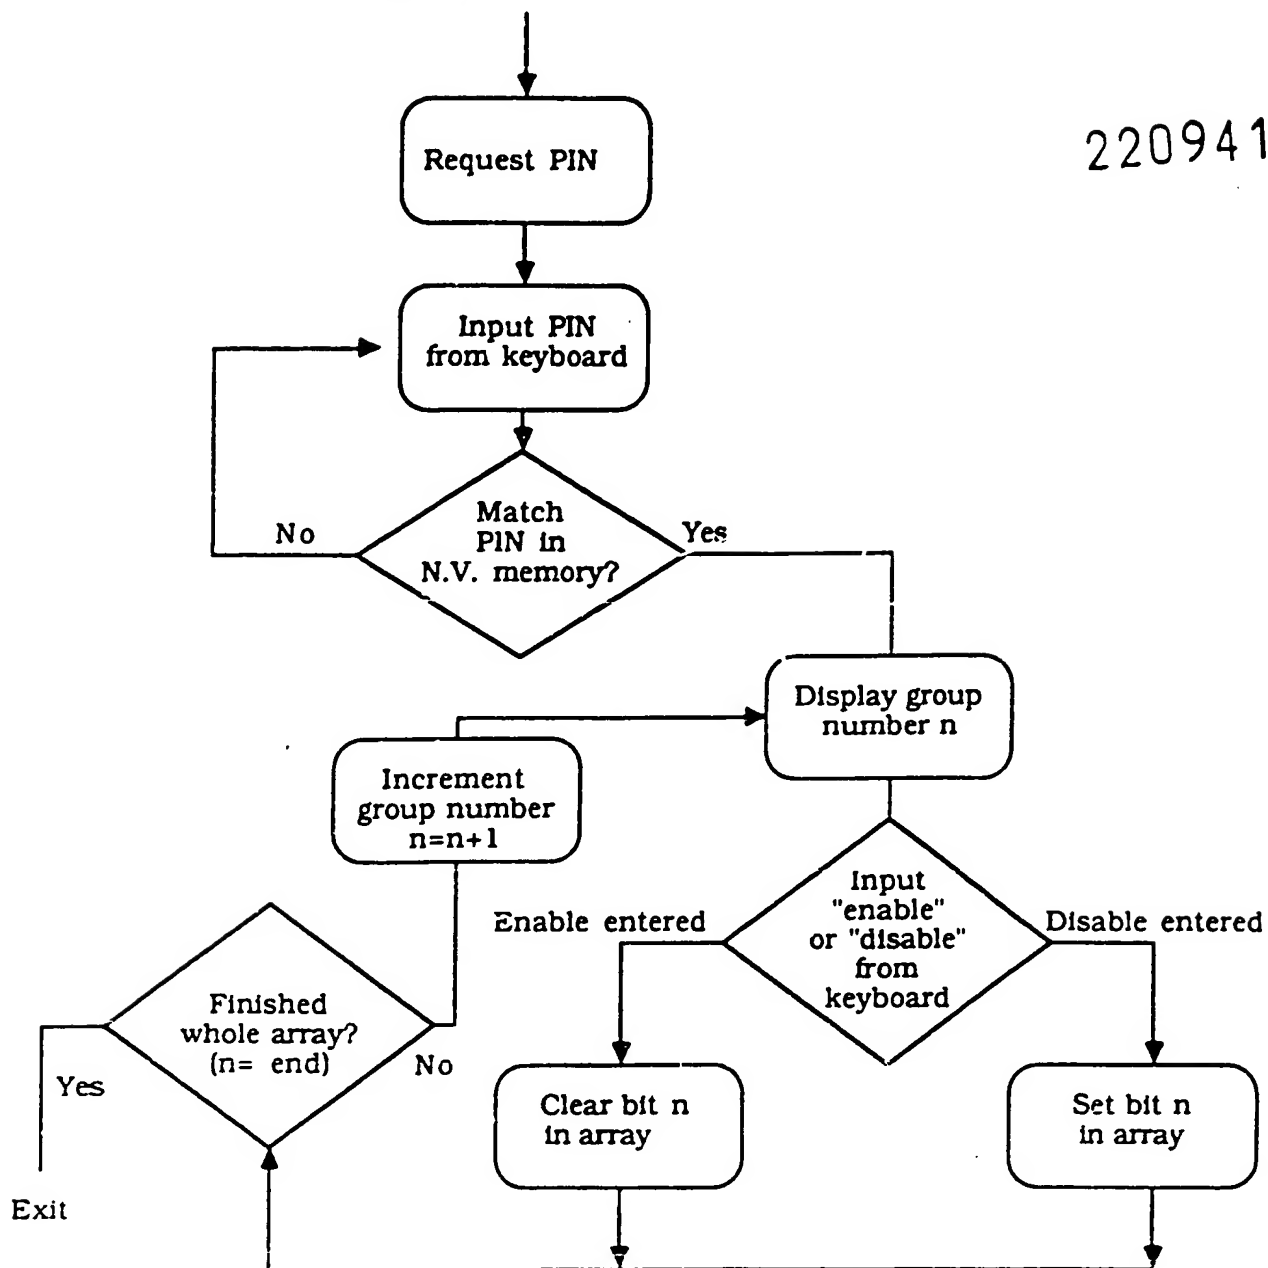 220941
Request PIN
Input PIN
from keyboard
Match
PIN in
N.V. memory?
No
Yes
Display group
number n
Increment
group number
n=n+1
Input
"enable"
or "disable"
from
keyboard
Enable entered
Disable entered
Finished
whole array?
(n= end)
No
Yes
Clear bit n
in array
Set bit n
in array
Exit